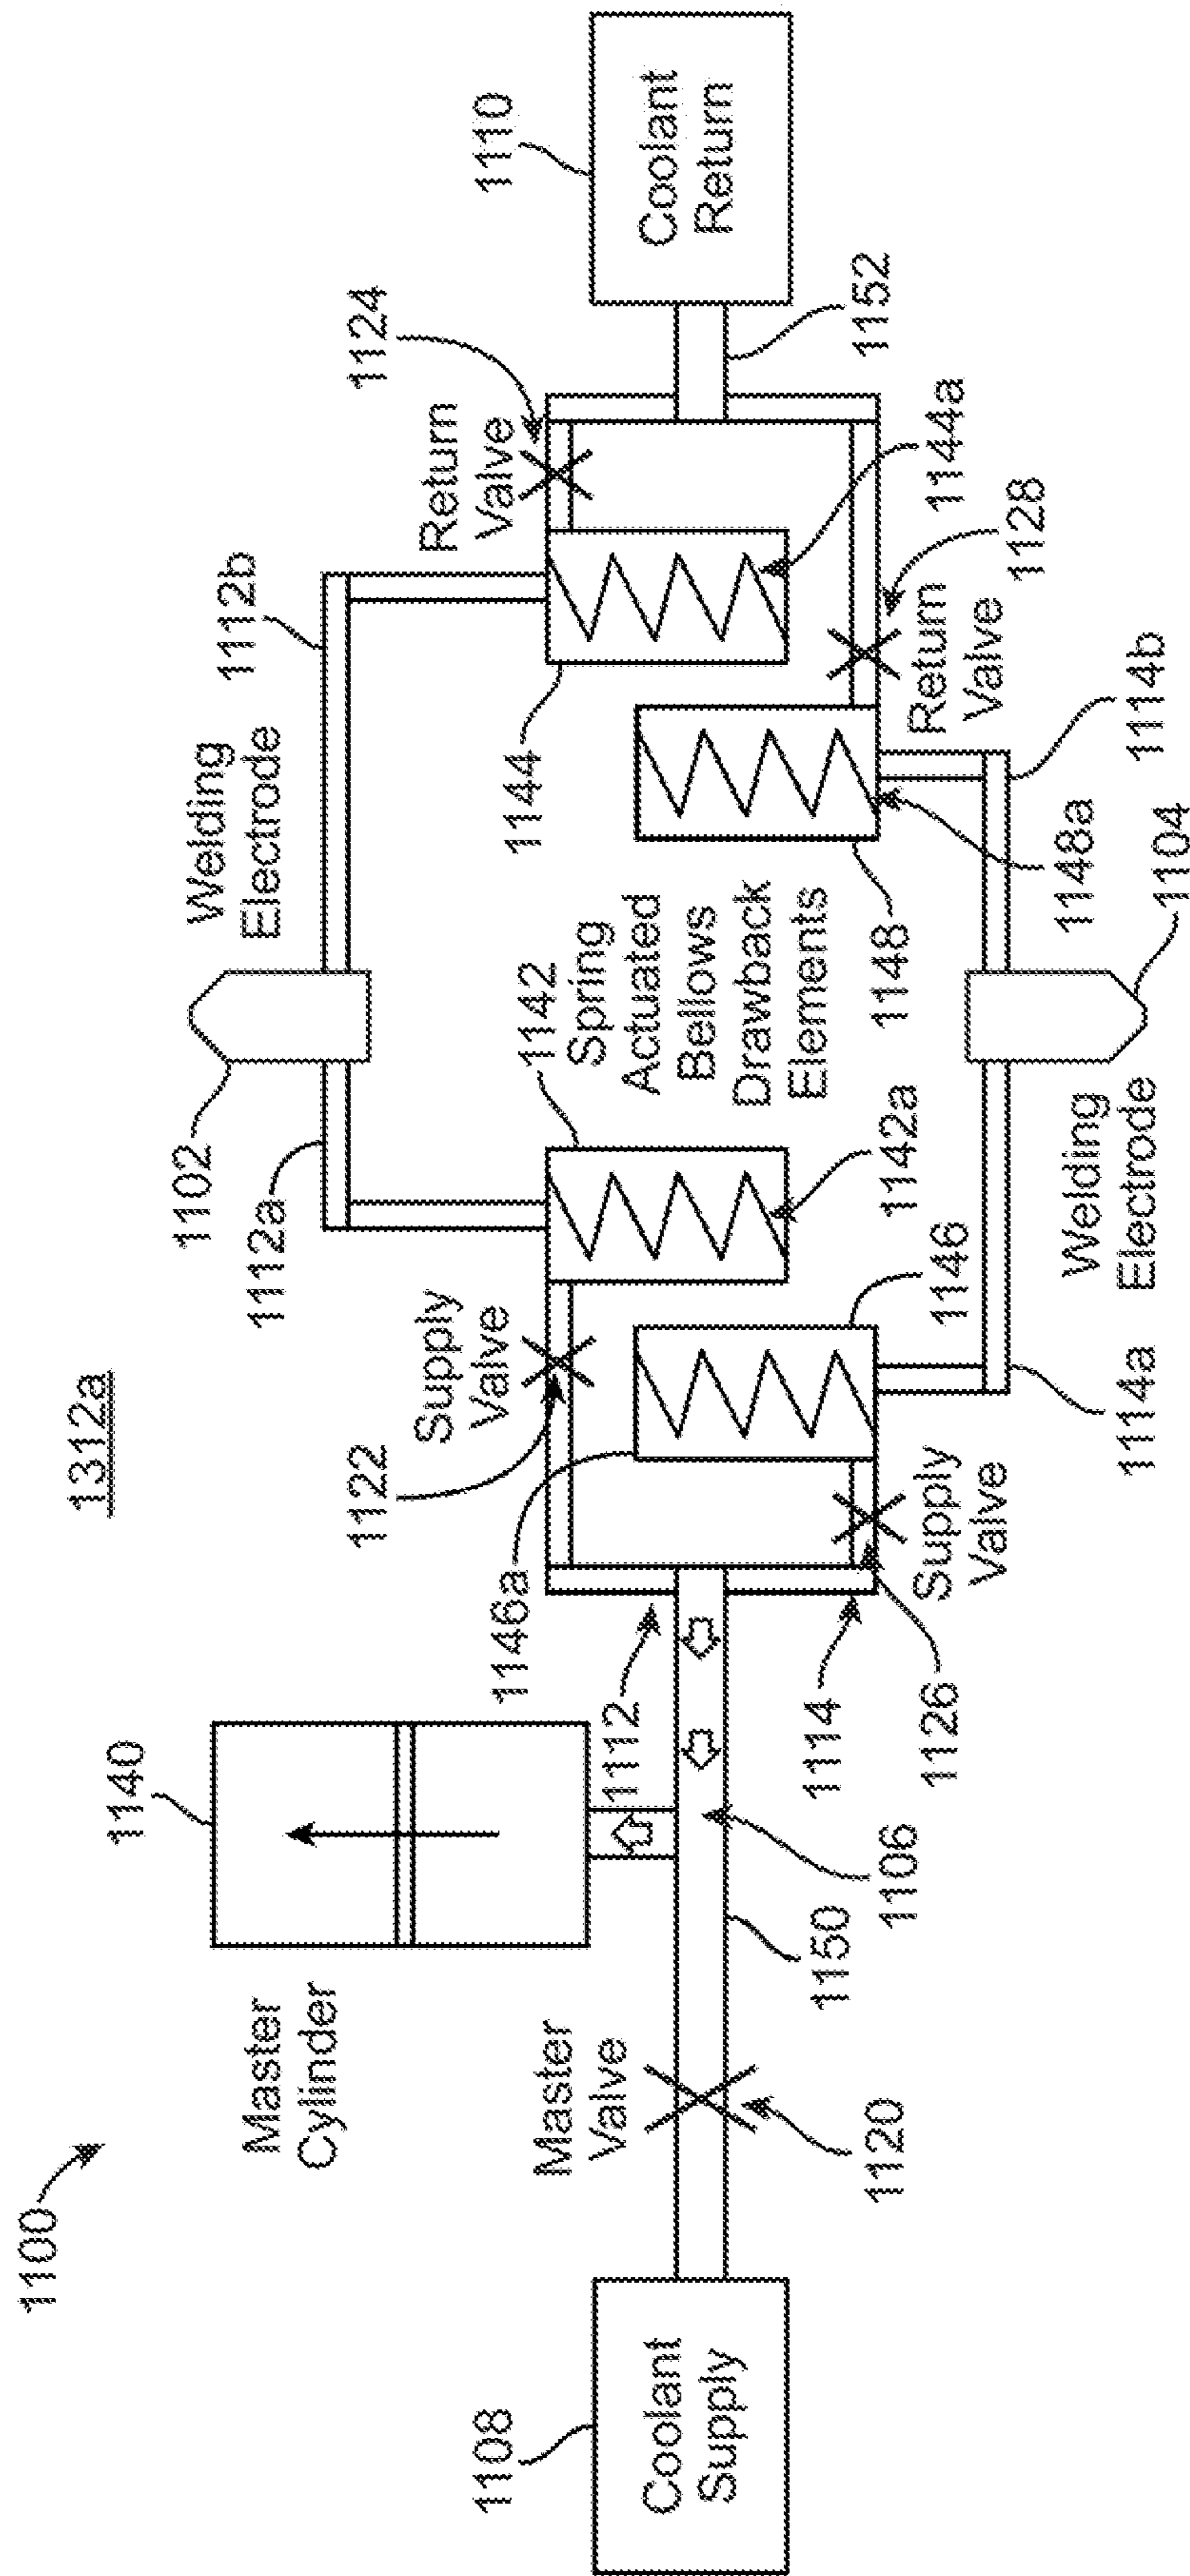 1312a
1100
Master
Cylinder
1140
1102
1112a
Welding
Electrode
1112b
1124
1110
Coolant
Return
Return
Valve
1152
Supply
Valve
1122
1146a
1112
1142
Spring
Actuated
Bellows
Drawback
Elements
1144
1144a
1128
Return
Valve
1148
1148a
1114b
1104
1142a
1146
Welding
Electrode
1114a
Supply
Valve
1126
1114
1106
1150
Master
Valve
1120
1108
Coolant
Supply